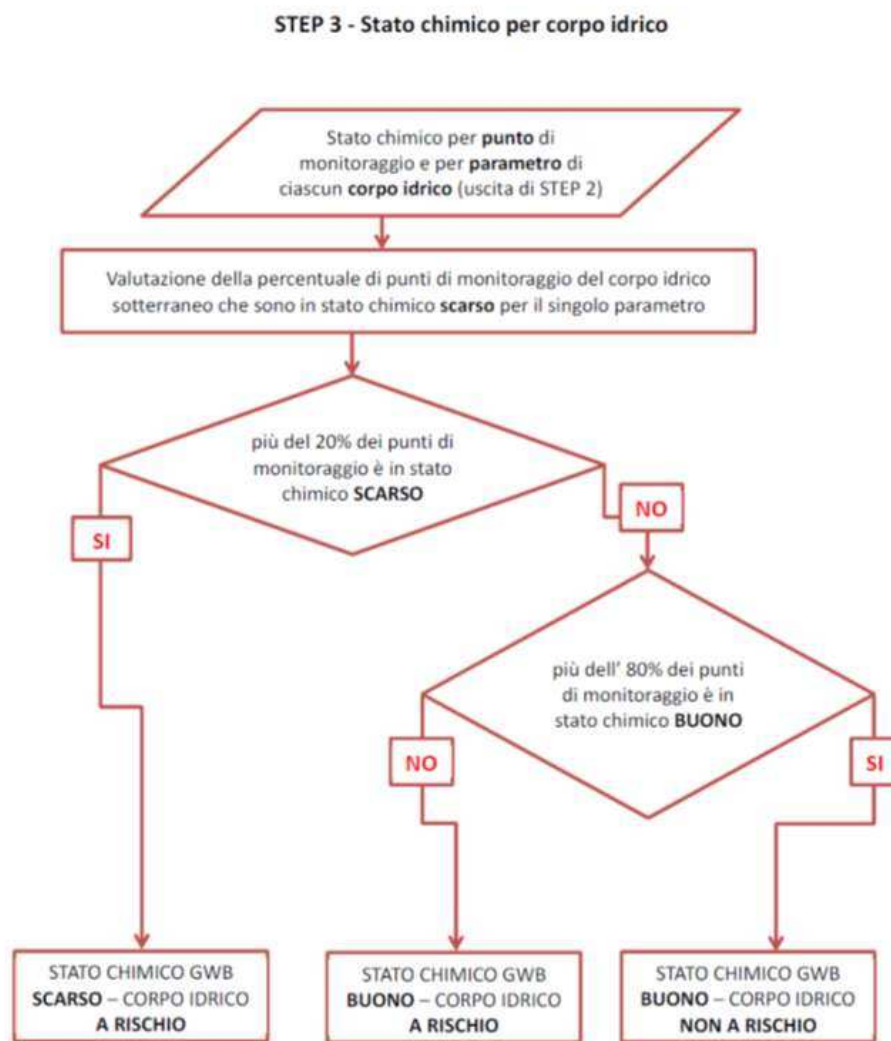 STEP 3 - Stato chimico per corpo idrico
Stato chimico per punto di
monitoraggio e per parametro di
ciascun corpo idrico (uscita di STEP 2)
Valutazione della percentuale di punti di monitoraggio del corpo idrico
sotterraneo che sono in stato chimico scarso per il singolo parametro
più del 20% dei punti di
monitoraggio è in stato
chimico SCARSO
SI
NO
più dell' 80% dei punti
di monitoraggio è in
stato chimico BUONO
NO
SI
STATO CHIMICO GWB
SCARSO – CORPO IDRICO
A RISCHIO
STATO CHIMICO GWB
BUONO – CORPO IDRICO
A RISCHIO
STATO CHIMICO GWB
BUONO – CORPO IDRICO
NON A RISCHIO